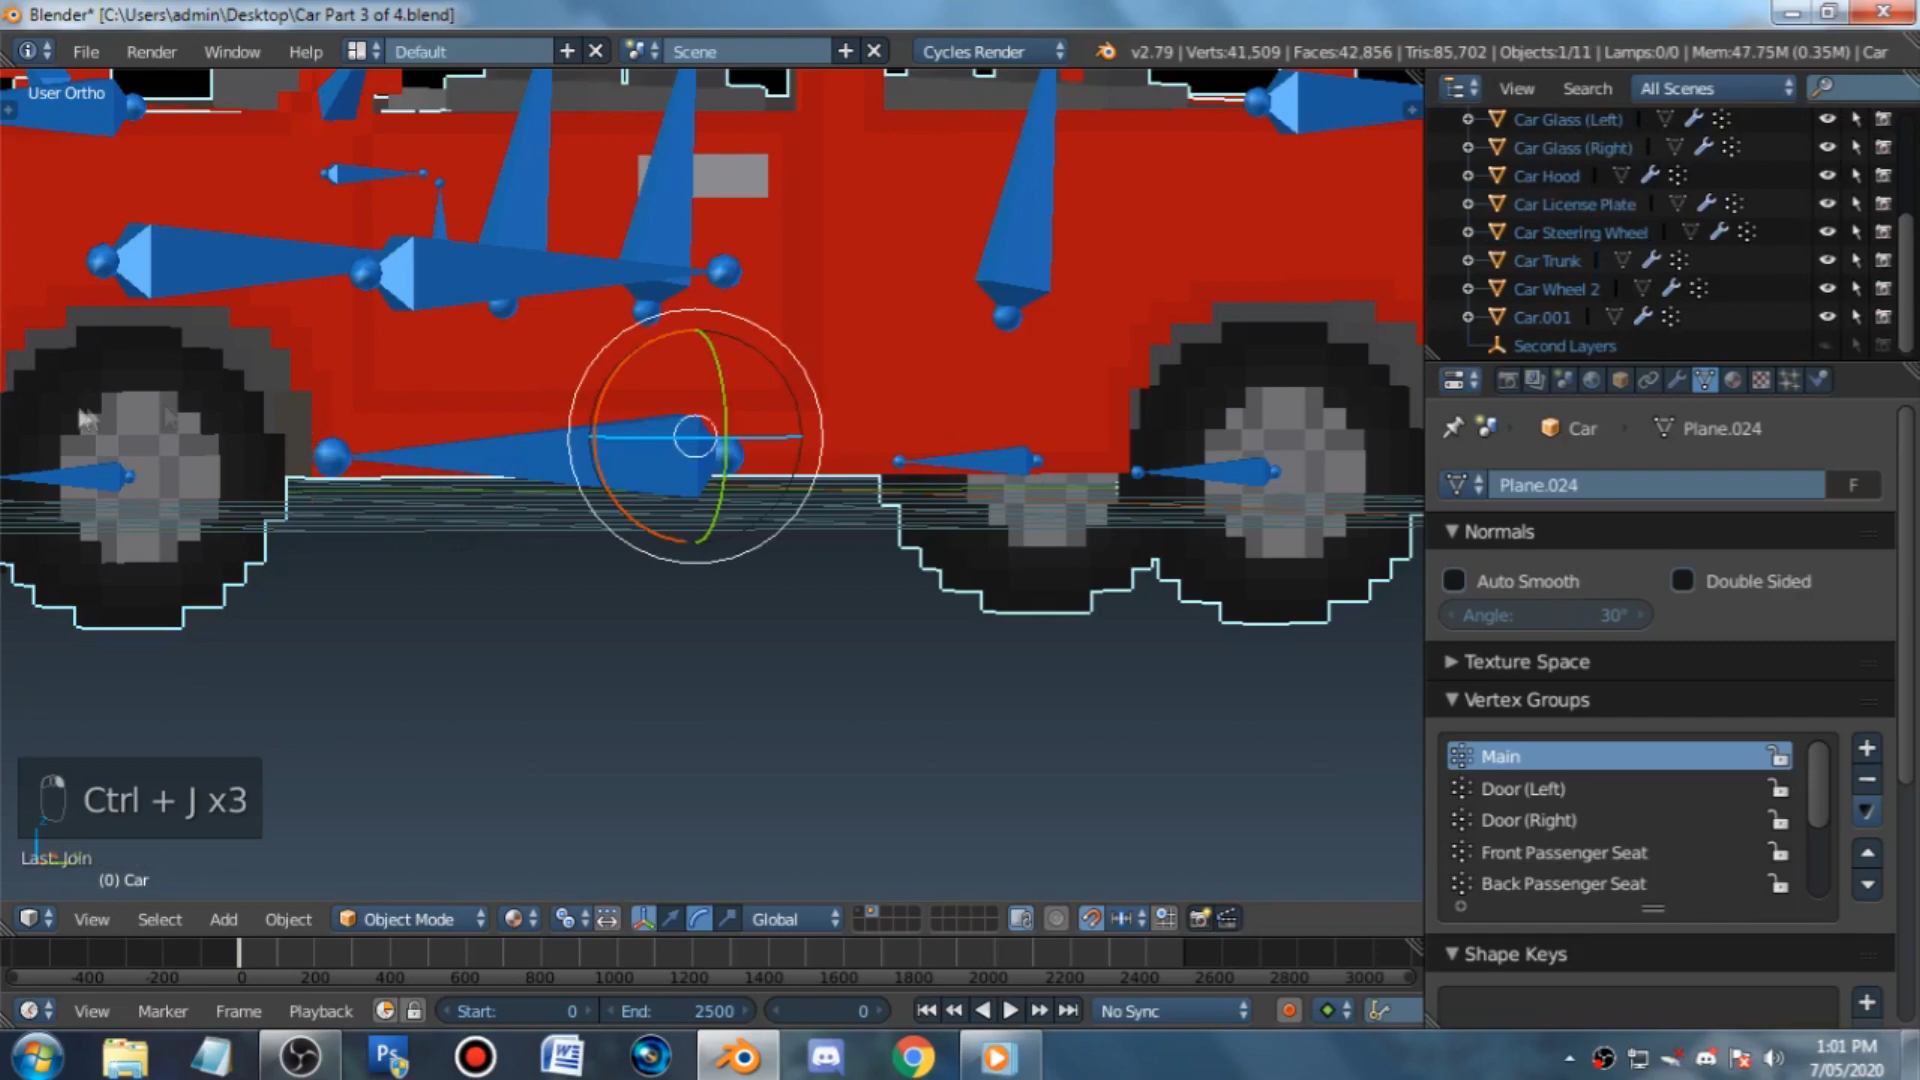 Blender* [C:\Users\admin\Desktop\Car Part 3 of 4.blend]
File Render Window Help Default Scene Cycles Render v2.79 | Verts:41,509 | Faces:42,856 | Tris:85,702 | Objects:1/11 | Lamps:0/0 | Mem:47.75M (0.35M) | Car
User Ortho
View Search All Scenes
Car Glass (Left)
Car Glass (Right)
Car Hood
Car License Plate
Car Steering Wheel
Car Trunk
Car Wheel 2
Car.001
Second Layers
Car Plane.024
Plane.024 F
Normals
Auto Smooth Double Sided
Angle: 30°
Texture Space
Vertex Groups
Main
Door (Left)
Door (Right)
Front Passenger Seat
Back Passenger Seat
Shape Keys
Ctrl + J x3
Last: Join
(0) Car
View Select Add Object Object Mode Global
-400 -200 0 200 400 600 800 1000 1200 1400 1600 1800 2000 2200 2400 2600 2800 3000
View Marker Frame Playback Start: 0 End: 2500 0 No Sync
Ps W
1:01 PM
7/05/2020